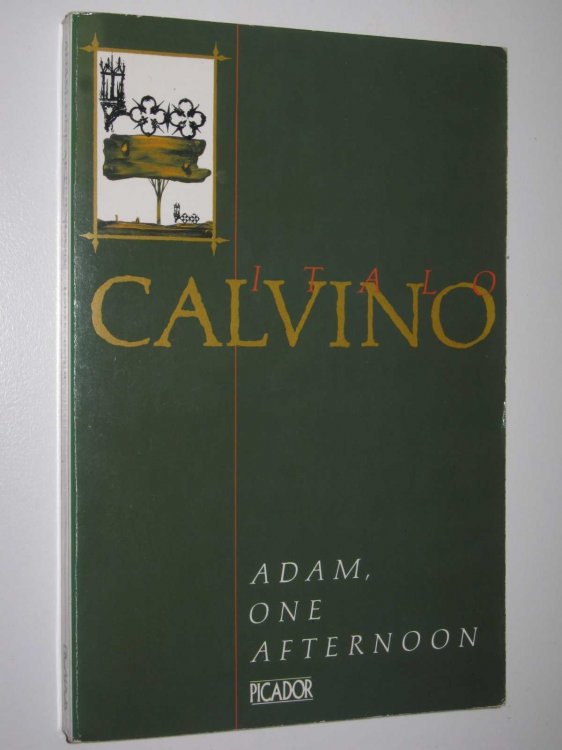 ITALO
CALVINO
ADAM,
ONE
AFTERNOON
PICADOR